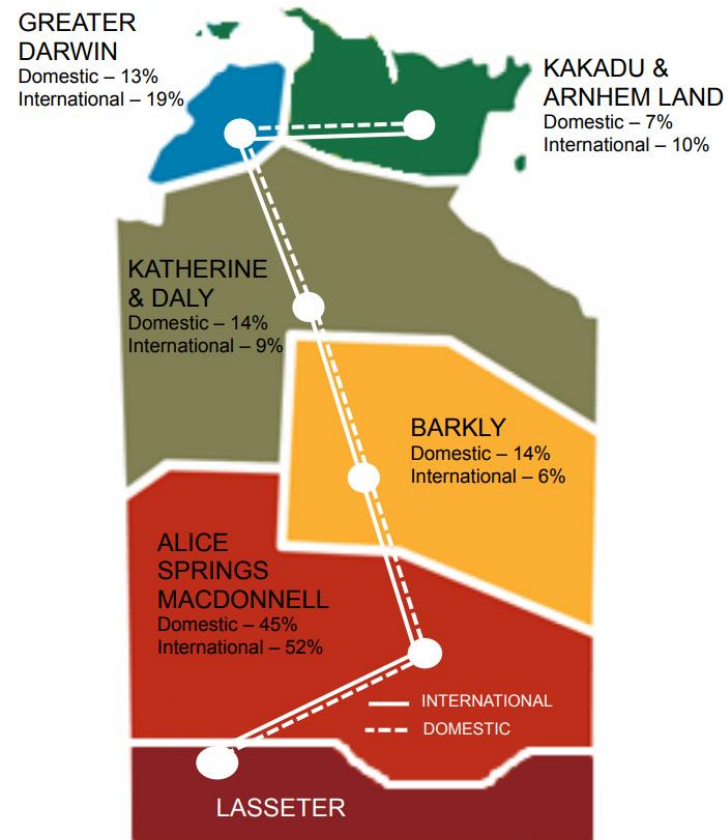 GREATER
DARWIN
Domestic – 13%
International – 19%
KAKADU &
ARNHEM LAND
Domestic – 7%
International – 10%
KATHERINE
& DALY
Domestic – 14%
International – 9%
BARKLY
Domestic – 14%
International – 6%
ALICE
SPRINGS
MACDONNELL
Domestic – 45%
International – 52%
INTERNATIONAL
DOMESTIC
LASSETER